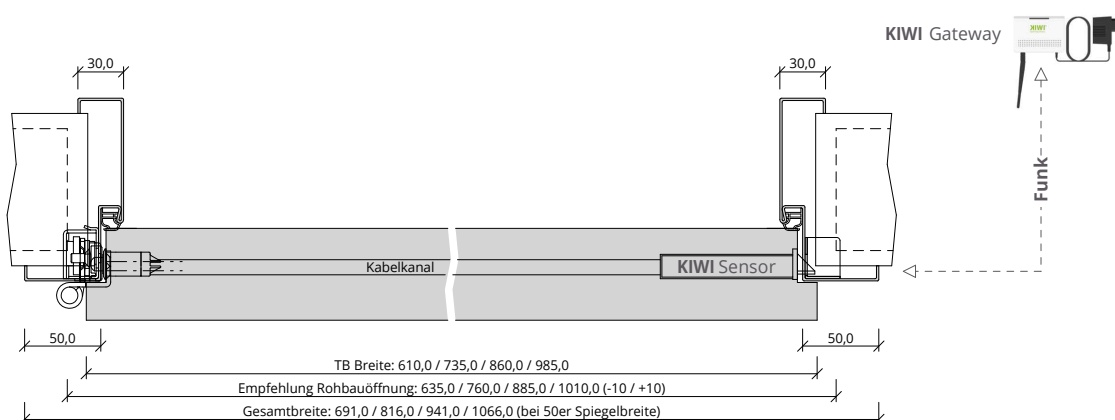 KIWI Gateway
KIWI
30,0
30,0
Funk
Kabelkanal
KIWI Sensor
50,0
50,0
TB Breite: 610,0 / 735,0 / 860,0 / 985,0
Empfehlung Rohbauöffnung: 635,0 / 760,0 / 885,0 / 1010,0 (-10 / +10)
Gesamtbreite: 691,0 / 816,0 / 941,0 / 1066,0 (bei 50er Spiegelbreite)